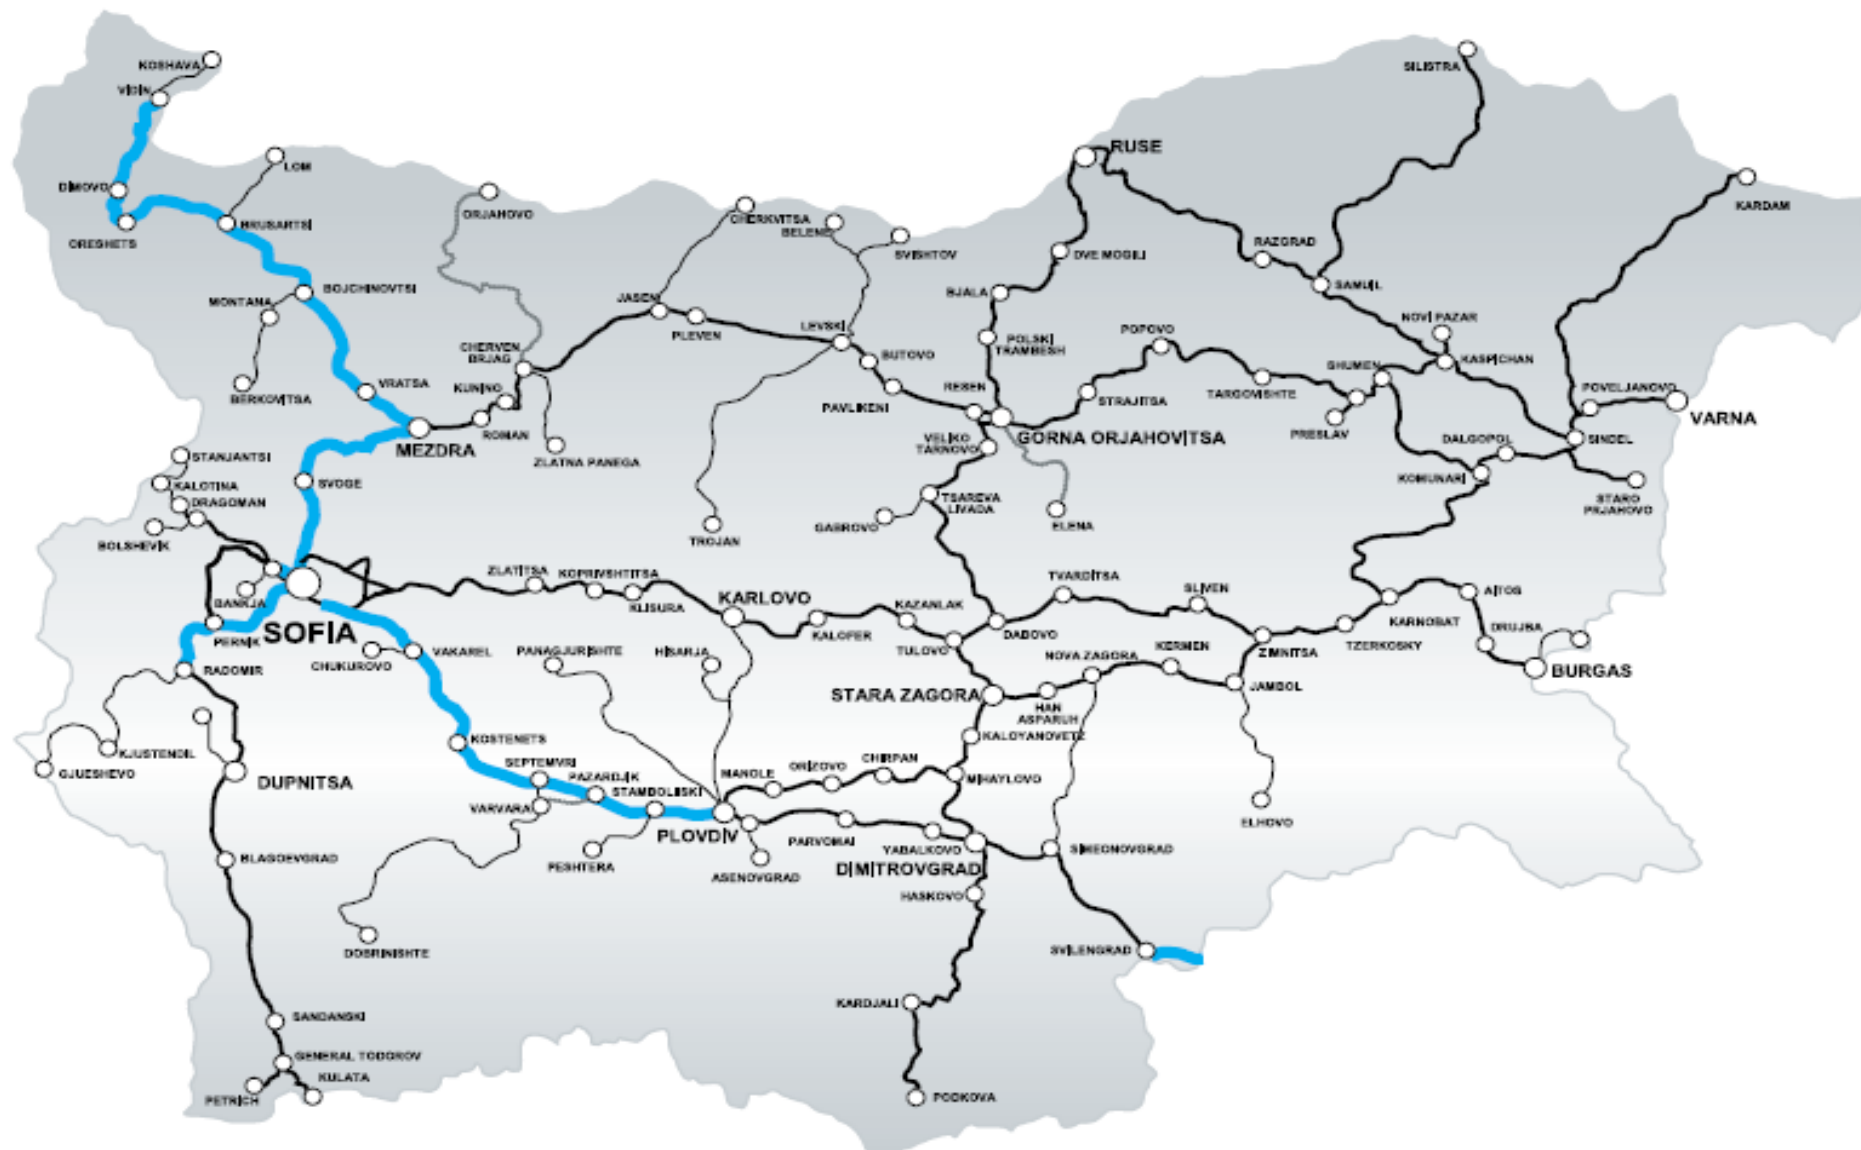 KOSHAVA
VIDIN
SILISTRA
LOM
RUSE
DIMOVO
ORJAHOVO
CHERKVITSA
BELENE
KARDAM
ORESHETS
BRUSARTSI
SVISHTOV
DVE MOGILI
RAZGRAD
SAMUIL
BOJCHINOVTSI
MONTANA
JASEN
BJALA
PLEVEN
LEVSKI
POLSKI
TRAMBESH
POPOVO
NOVI PAZAR
CHERVEN
BRJAG
BUTOVO
SHUMEN
KASPICHAN
VRATSA
KUNINO
RESEN
BERKOVITSA
PAVLIKENI
STRAJITSA
TARGOVISHTE
POVELJANOVO
VARNA
ROMAN
PRESLAV
MEZDRA
VELIKO
TARNOVO
GORNA ORJAHOVITSA
DALGOPOL
SINDEL
STANJANTSI
ZLATNA PANEGA
KALOTINA
SVOGE
KOMUNARI
DRAGOMAN
TSAREVA
LIVADA
STARO
PRJAHOVO
BOLSHEVIK
TROJAN
GABROVO
ELENA
ZLATITSA
KOPRIVSHTITSA
TVARDITSA
SLIVEN
BANKJA
KLISURA
KARLOVO
KAZANLAK
AITOS
SOFIA
KALOFER
DABOVO
KARNOBAT
PERNIK
TULOVO
TZERKOSKY
DRUJBA
CHUKUROVO
VAKAREL
PANAGJURISHTE
HISARJA
NOVA ZAGORA
KERMEN
ZIMNITSA
RADOMIR
STARA ZAGORA
JAMBOL
BURGAS
HAN
ASPARUH
KJUSTENDIL
KOSTENETS
KALOYANOVETZ
GJUESHEVO
DUPNITSA
SEPTEMVRI
PAZARDJIK
MANOLE
ORIZOVO
CHIRPAN
MIHAYLOVO
STAMBOLIISKI
VARVARA
PLOVDIV
PARVOMAI
YABALKOVO
ELHOVO
BLAGOEVGRAD
PESHTERA
ASENOVGRAD
DIMITROVGRAD
SIMEONOVGRAD
HASKOVO
DOBRINISHTE
SVILENGRAD
KARDJALI
SANDANSKI
GENERAL TODOROV
KULATA
PETRICH
PODKOVA